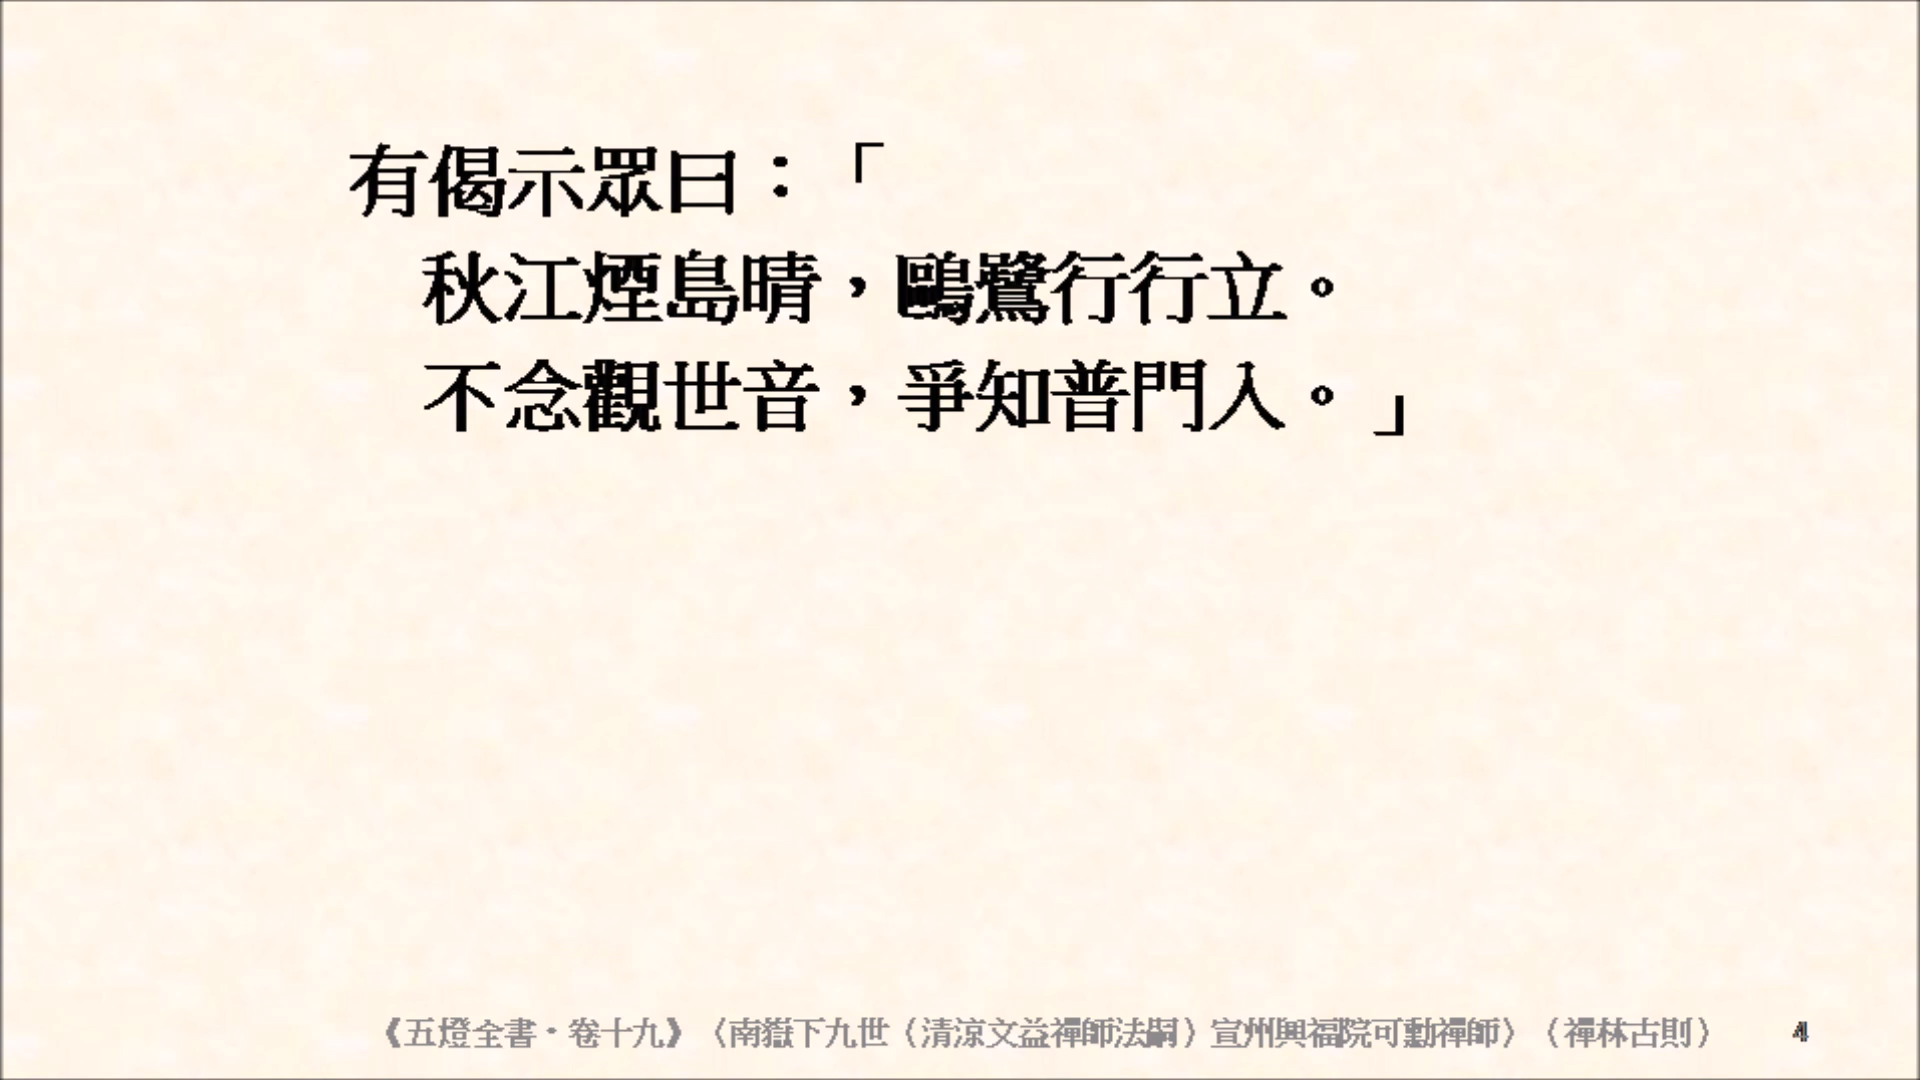 有偈示眾曰：「
秋江煙島晴，鷗鷺行行立。
不念觀世音，爭知普門入。」
《五燈全書·卷十九》〈南嶽下九世（清涼文益禪師法嗣）宣州興福院可勳禪師〉（禪林古則） 4